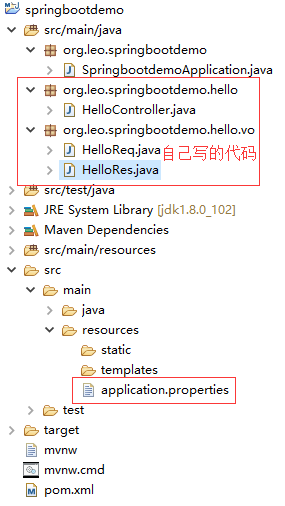 springbootdemo
src/main/java
org.leo.springbootdemo
SpringbootdemoApplication.java
org.leo.springbootdemo.hello
HelloController.java
org.leo.springbootdemo.hello.vo
HelloReq.java 自己写的代码
HelloRes.java
src/test/java
JRE System Library [jdk1.8.0_102]
Maven Dependencies
src/main/resources
src
main
java
resources
static
templates
application.properties
test
target
mvnw
mvnw.cmd
pom.xml